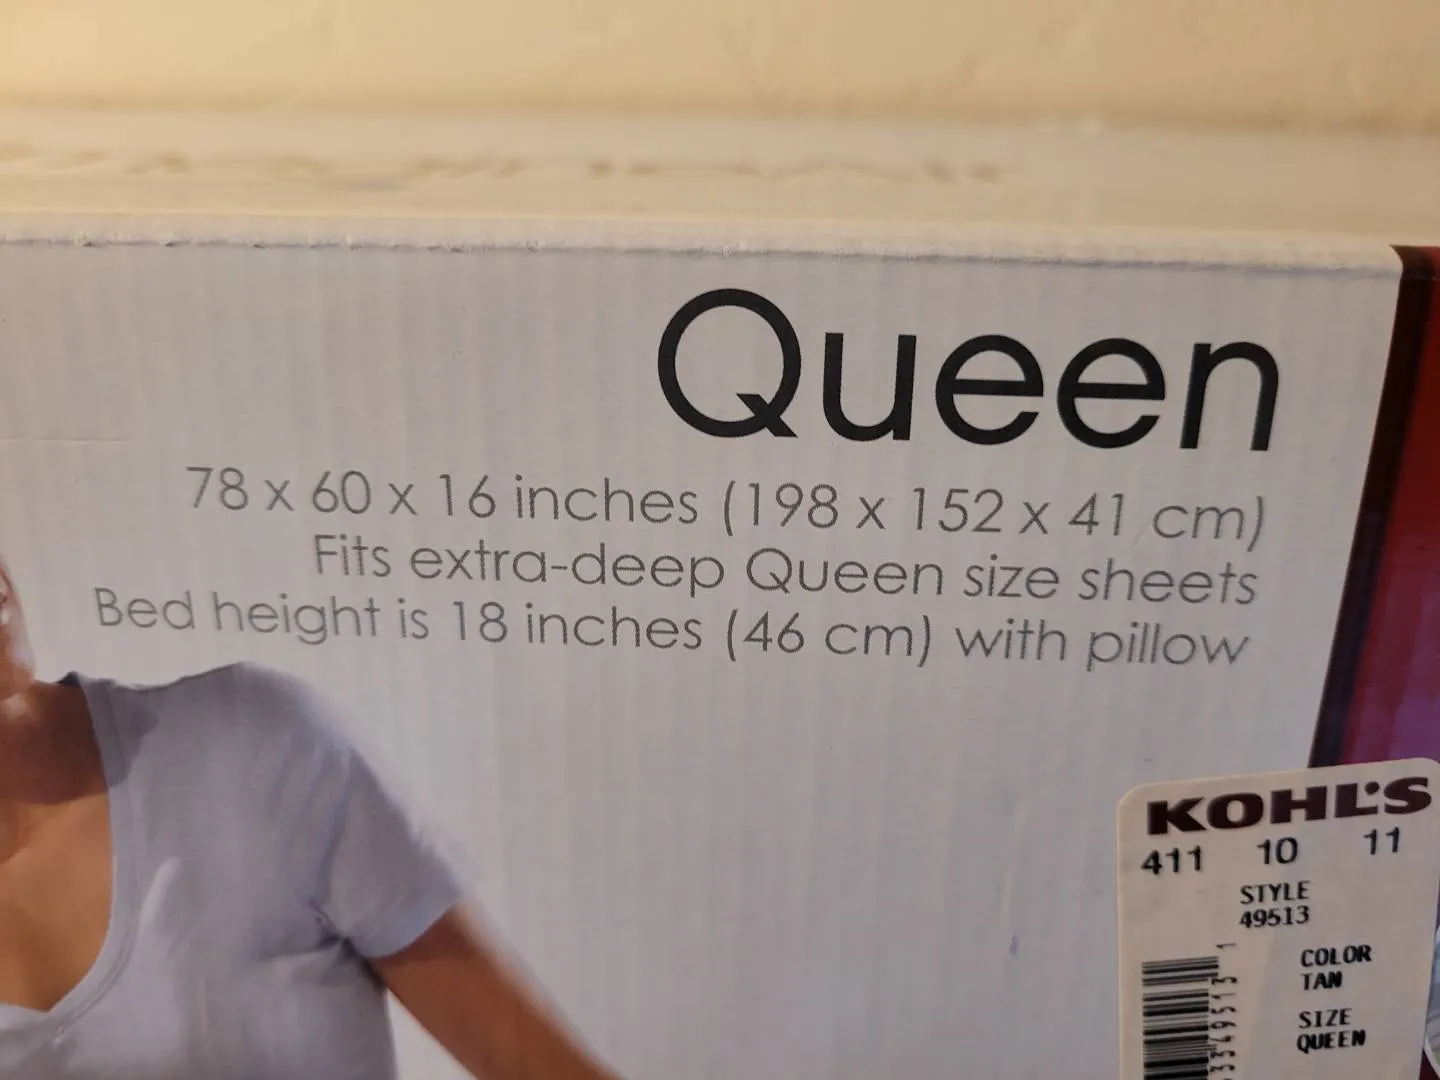 Queen
78 x 60 x 16 inches (198 x 152 x 41 cm)
Fits extra-deep Queen size sheets
Bed height is 18 inches (46 cm) with pillow
KOHL'S
411 10 11
STYLE
49513
COLOR
TAN
SIZE
QUEEN